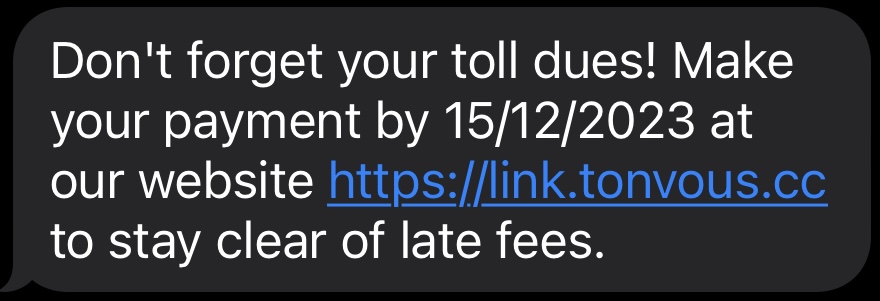 Don't forget your toll dues! Make
your payment by 15/12/2023 at
our website https://link.tonvous.cc
to stay clear of late fees.